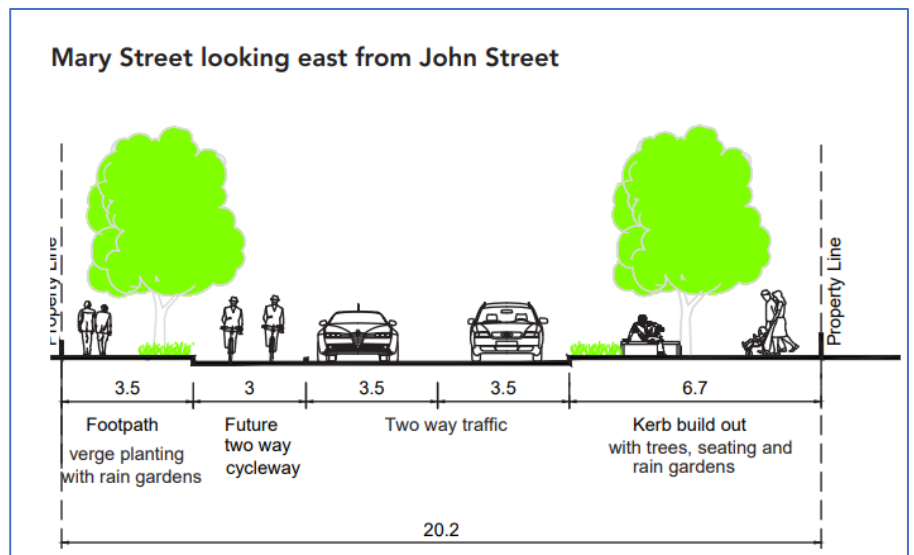 Mary Street looking east from John Street
Property Line
Property Line
3.5
3
3.5
3.5
6.7
Footpath
verge planting
with rain gardens
Future
two way
cycleway
Two way traffic
Kerb build out
with trees, seating and
rain gardens
20.2